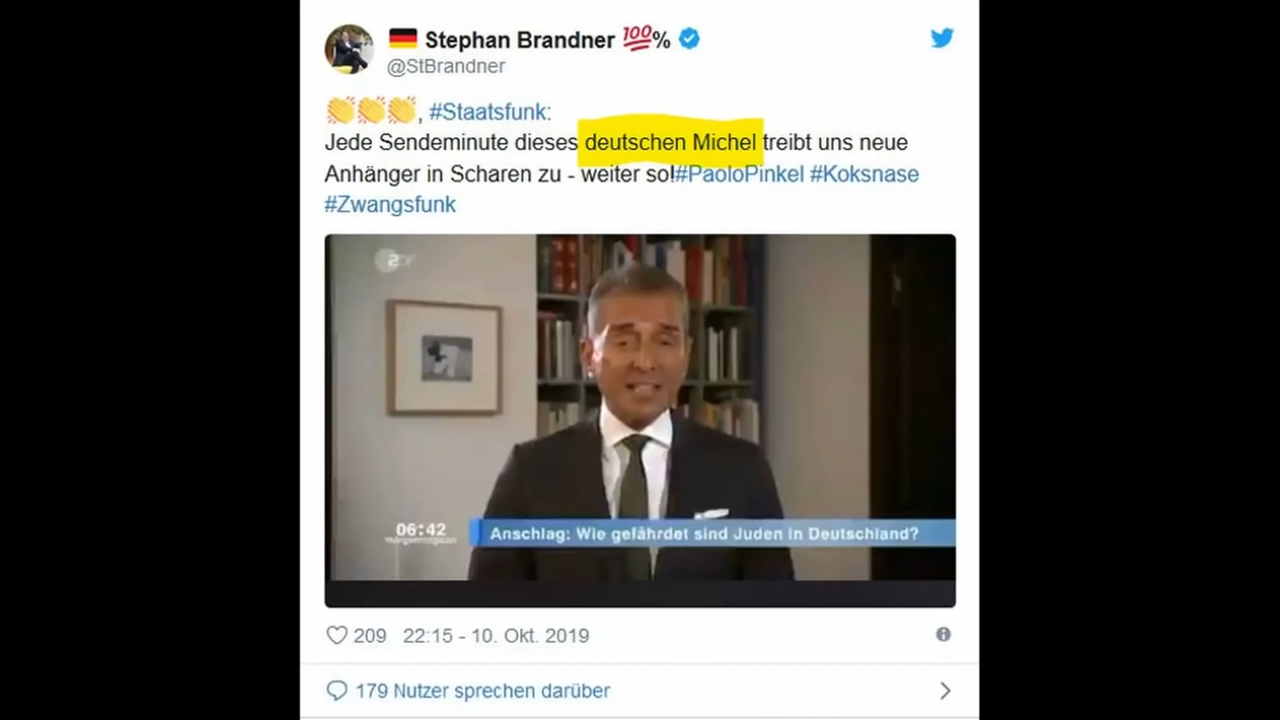 🇩🇪 Stephan Brandner 💯%
@StBrandner
👏👏👏, #Staatsfunk:
Jede Sendeminute dieses deutschen Michel treibt uns neue
Anhänger in Scharen zu - weiter so!#PaoloPinkel #Koksnase
#Zwangsfunk
ZDF
06:42
Anschlag: Wie gefährdet sind Juden in Deutschland?
209 22:15 - 10. Okt. 2019
179 Nutzer sprechen darüber